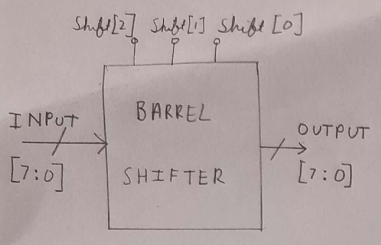 Shift[2] Shift[1] Shift [0]
INPUT
[7:0]
BARREL
SHIFTER
OUTPUT
[7:0]